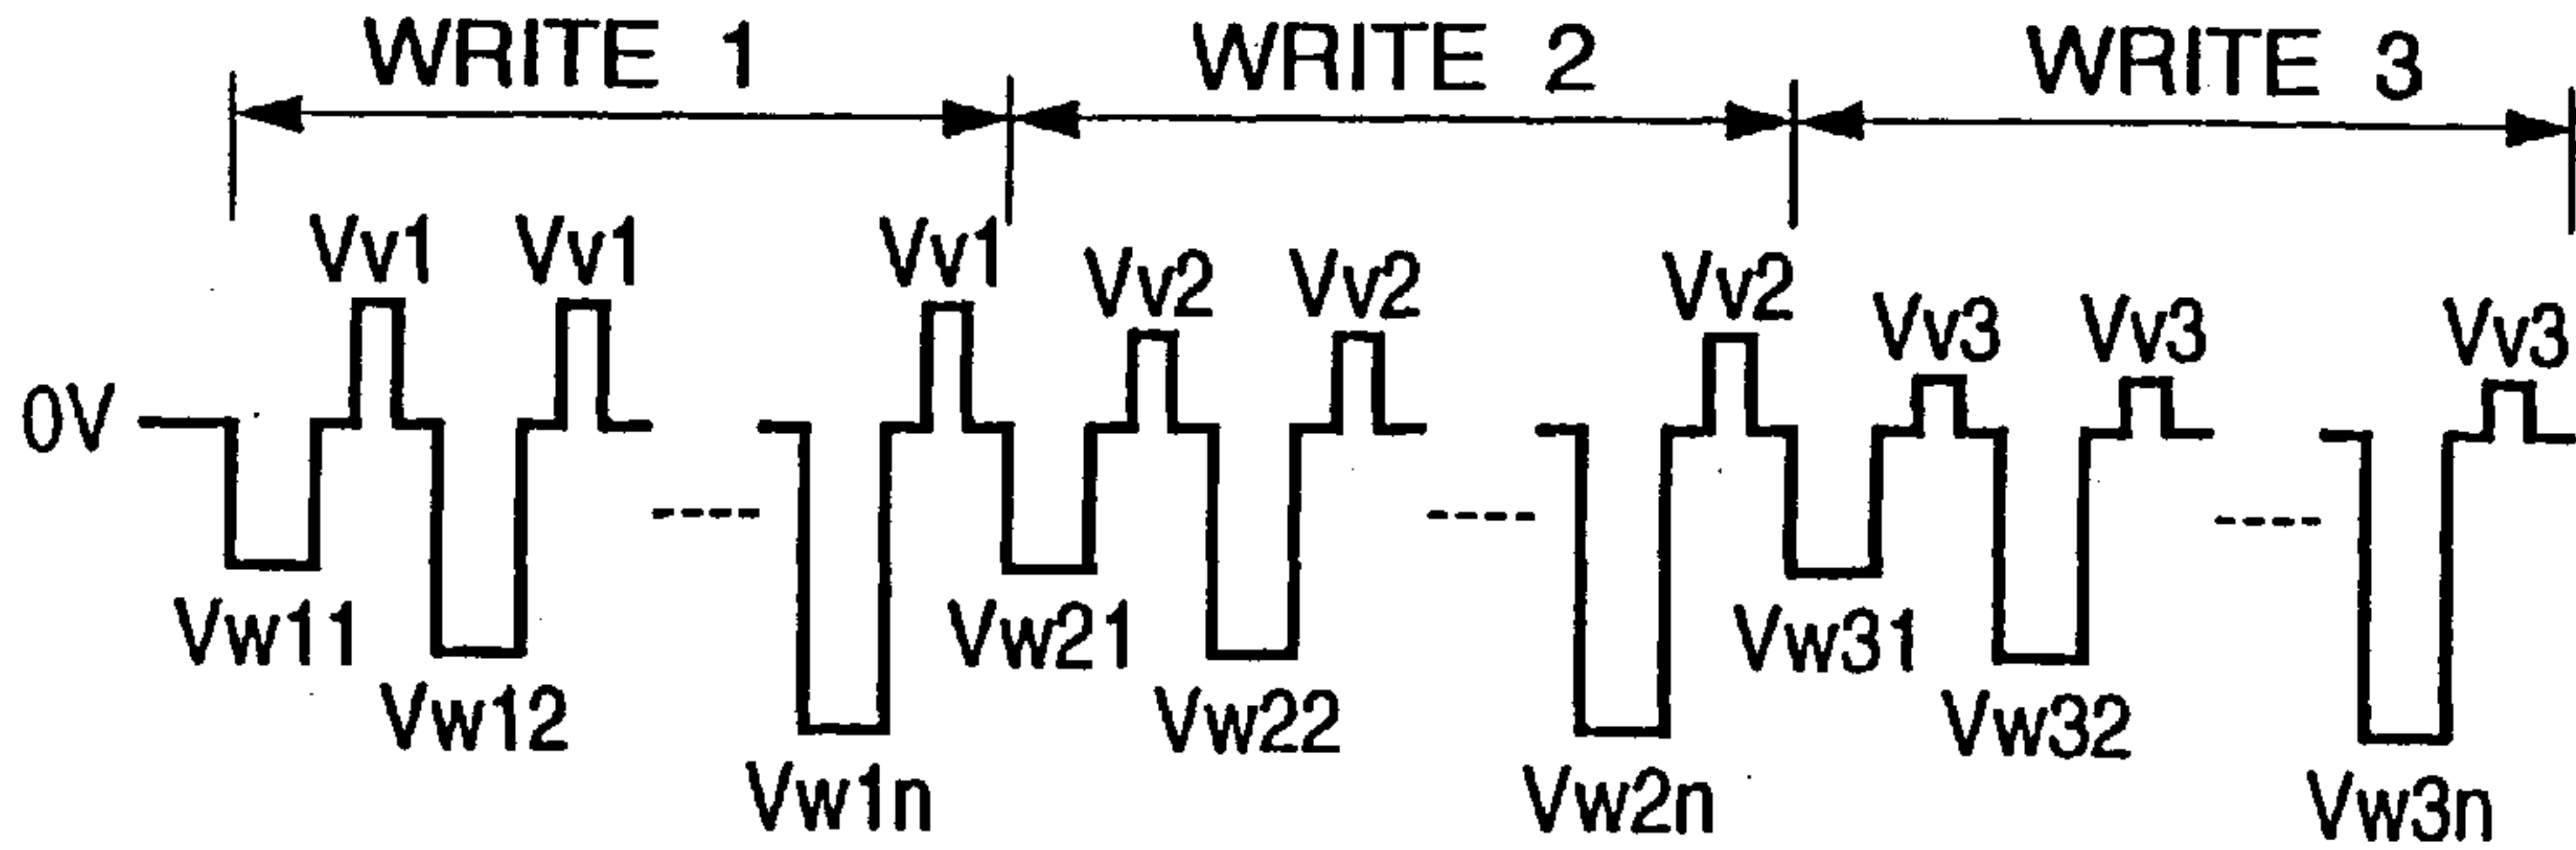 WRITE 1 WRITE 2 WRITE 3
Vv1 Vv1 Vv1 Vv2 Vv2 Vv2 Vv3 Vv3 Vv3
0V
Vw11 Vw21 Vw31
Vw12 Vw22 Vw32
Vw1n Vw2n Vw3n